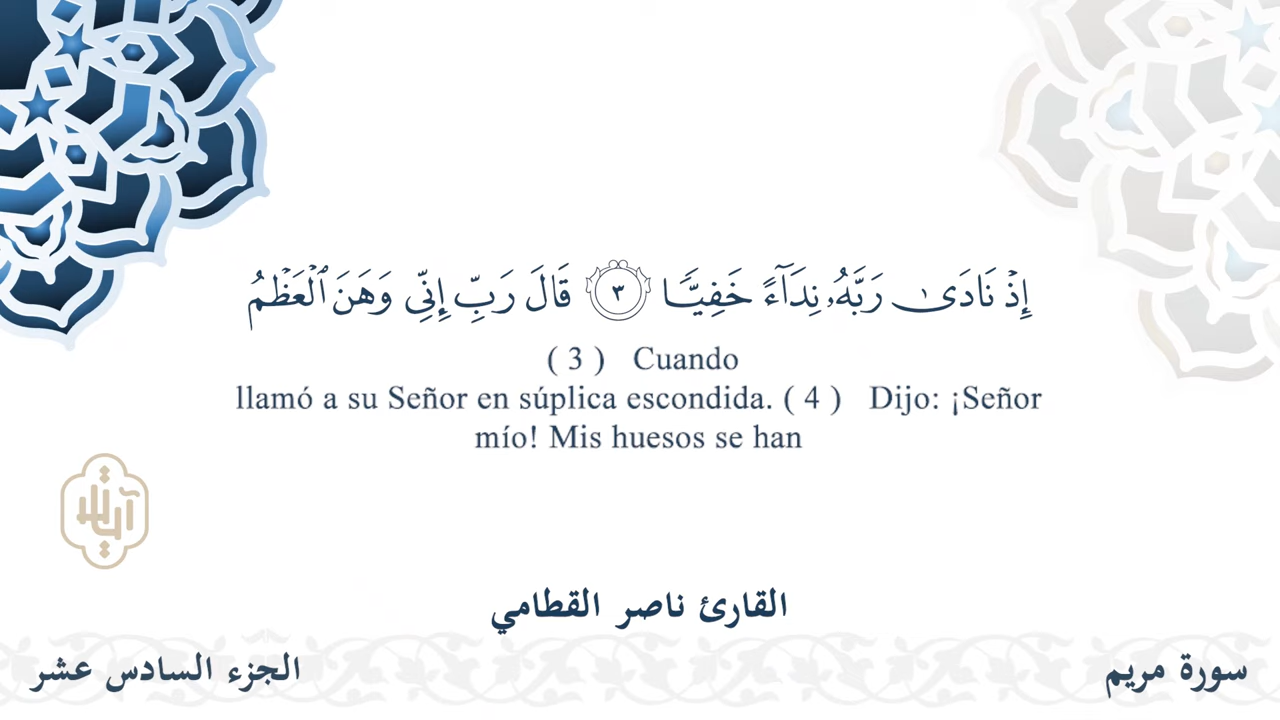 إِذْ نَادَىٰ رَبَّهُۥ نِدَآءً خَفِيًّا ٣ قَالَ رَبِّ إِنِّى وَهَنَ ٱلْعَظْمُ
( 3 ) Cuando
llamó a su Señor en súplica escondida. ( 4 ) Dijo: ¡Señor
mío! Mis huesos se han
القارئ ناصر القطامي
سورة مريم
الجزء السادس عشر